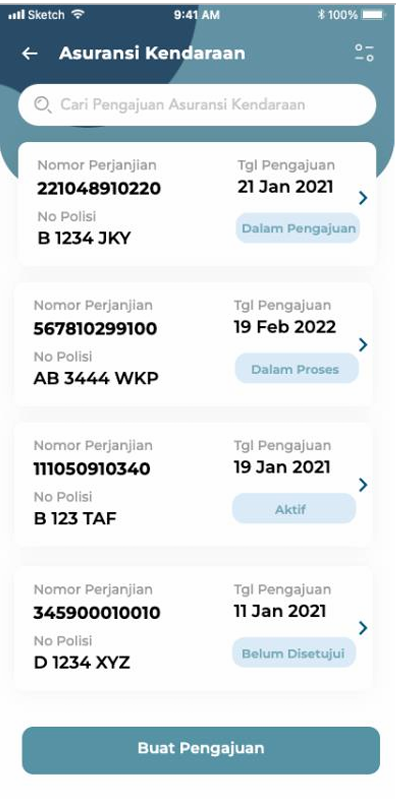 Sketch 9:41 AM 100%
Asuransi Kendaraan
Cari Pengajuan Asuransi Kendaraan
Nomor Perjanjian Tgl Pengajuan
221048910220 21 Jan 2021
No Polisi
B 1234 JKY Dalam Pengajuan
Nomor Perjanjian Tgl Pengajuan
567810299100 19 Feb 2022
No Polisi
AB 3444 WKP Dalam Proses
Nomor Perjanjian Tgl Pengajuan
111050910340 19 Jan 2021
No Polisi
B 123 TAF Aktif
Nomor Perjanjian Tgl Pengajuan
345900010010 11 Jan 2021
No Polisi
D 1234 XYZ Belum Disetujui
Buat Pengajuan